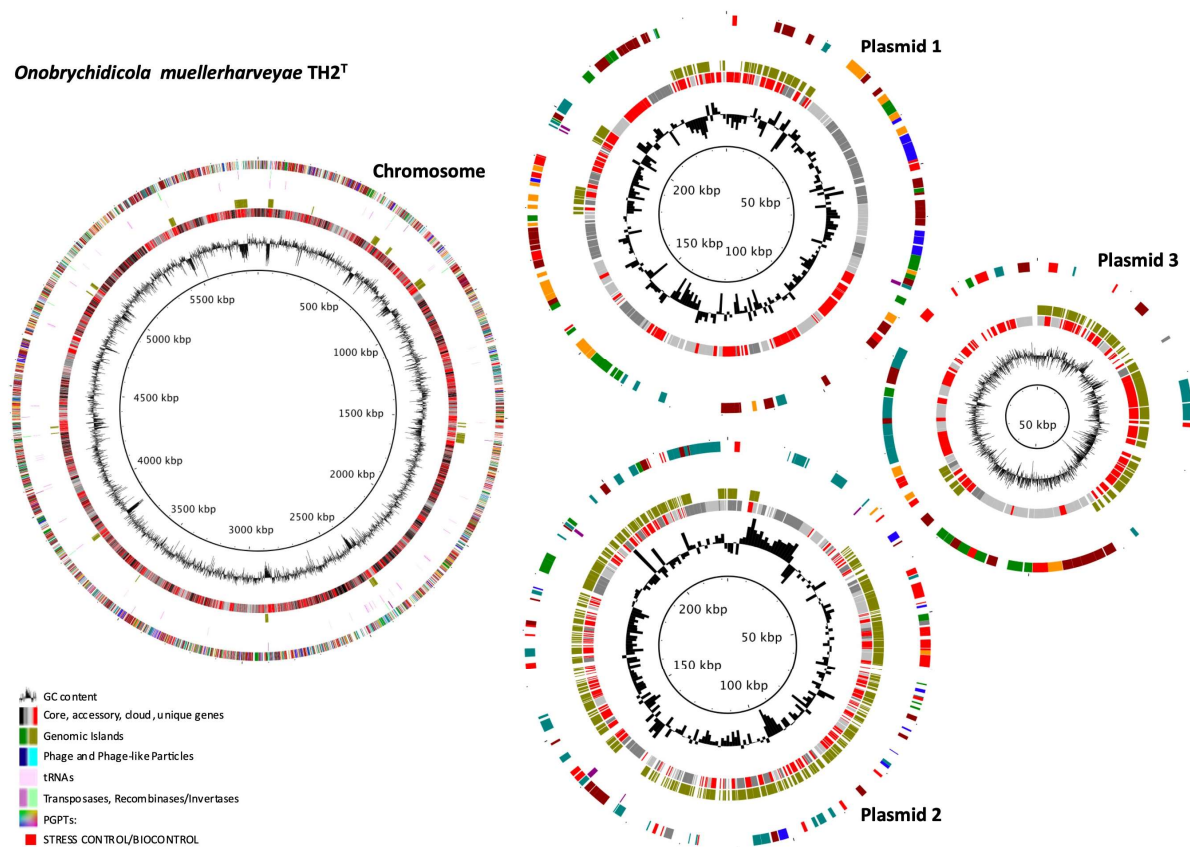 Onobrychidicola muellerharveyae TH2ᵀ
Chromosome
5500 kbp
500 kbp
5000 kbp
1000 kbp
4500 kbp
1500 kbp
4000 kbp
2000 kbp
3500 kbp
3000 kbp
2500 kbp
Plasmid 1
200 kbp
50 kbp
150 kbp
100 kbp
Plasmid 3
50 kbp
200 kbp
50 kbp
150 kbp
100 kbp
Plasmid 2
GC content
Core, accessory, cloud, unique genes
Genomic Islands
Phage and Phage-like Particles
tRNAs
Transposases, Recombinases/Invertases
PGPTs:
STRESS CONTROL/BIOCONTROL